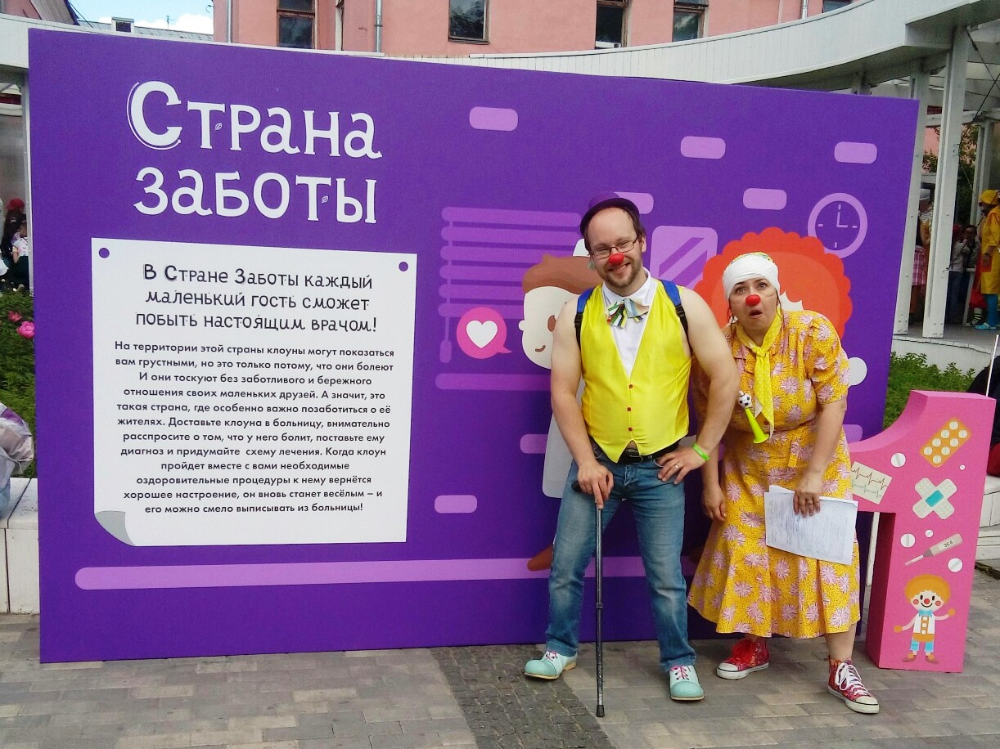 Страна
заботы
В Стране Заботы каждый
маленький гость сможет
побыть настоящим врачом!
На территории этой страны клоуны могут показаться
вам грустными, но это только потому, что они болеют
И они тоскуют без заботливого и бережного
отношения своих маленьких друзей. А значит, это
такая страна, где особенно важно позаботиться о её
жителях. Доставьте клоуна в больницу, внимательно
расспросите о том, что у него болит, поставьте ему
диагноз и придумайте схему лечения. Когда клоун
пройдет вместе с вами необходимые
оздоровительные процедуры к нему вернётся
хорошее настроение, он вновь станет весёлым – и
его можно смело выписывать из больницы!
1